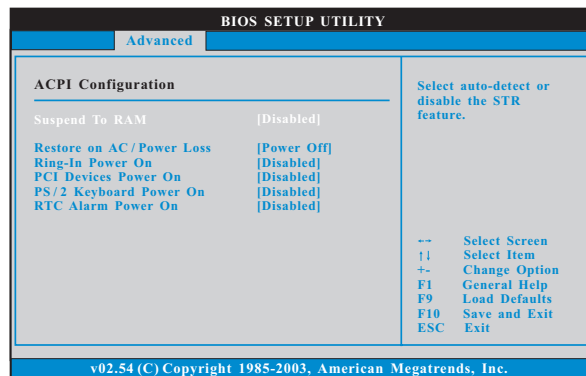 BIOS SETUP UTILITY
Advanced
ACPI Configuration
Suspend To RAM [Disabled]
Restore on AC / Power Loss [Power Off]
Ring-In Power On [Disabled]
PCI Devices Power On [Disabled]
PS / 2 Keyboard Power On [Disabled]
RTC Alarm Power On [Disabled]
Select auto-detect or
disable the STR
feature.
←→ Select Screen
↑↓ Select Item
+- Change Option
F1 General Help
F9 Load Defaults
F10 Save and Exit
ESC Exit
v02.54 (C) Copyright 1985-2003, American Megatrends, Inc.